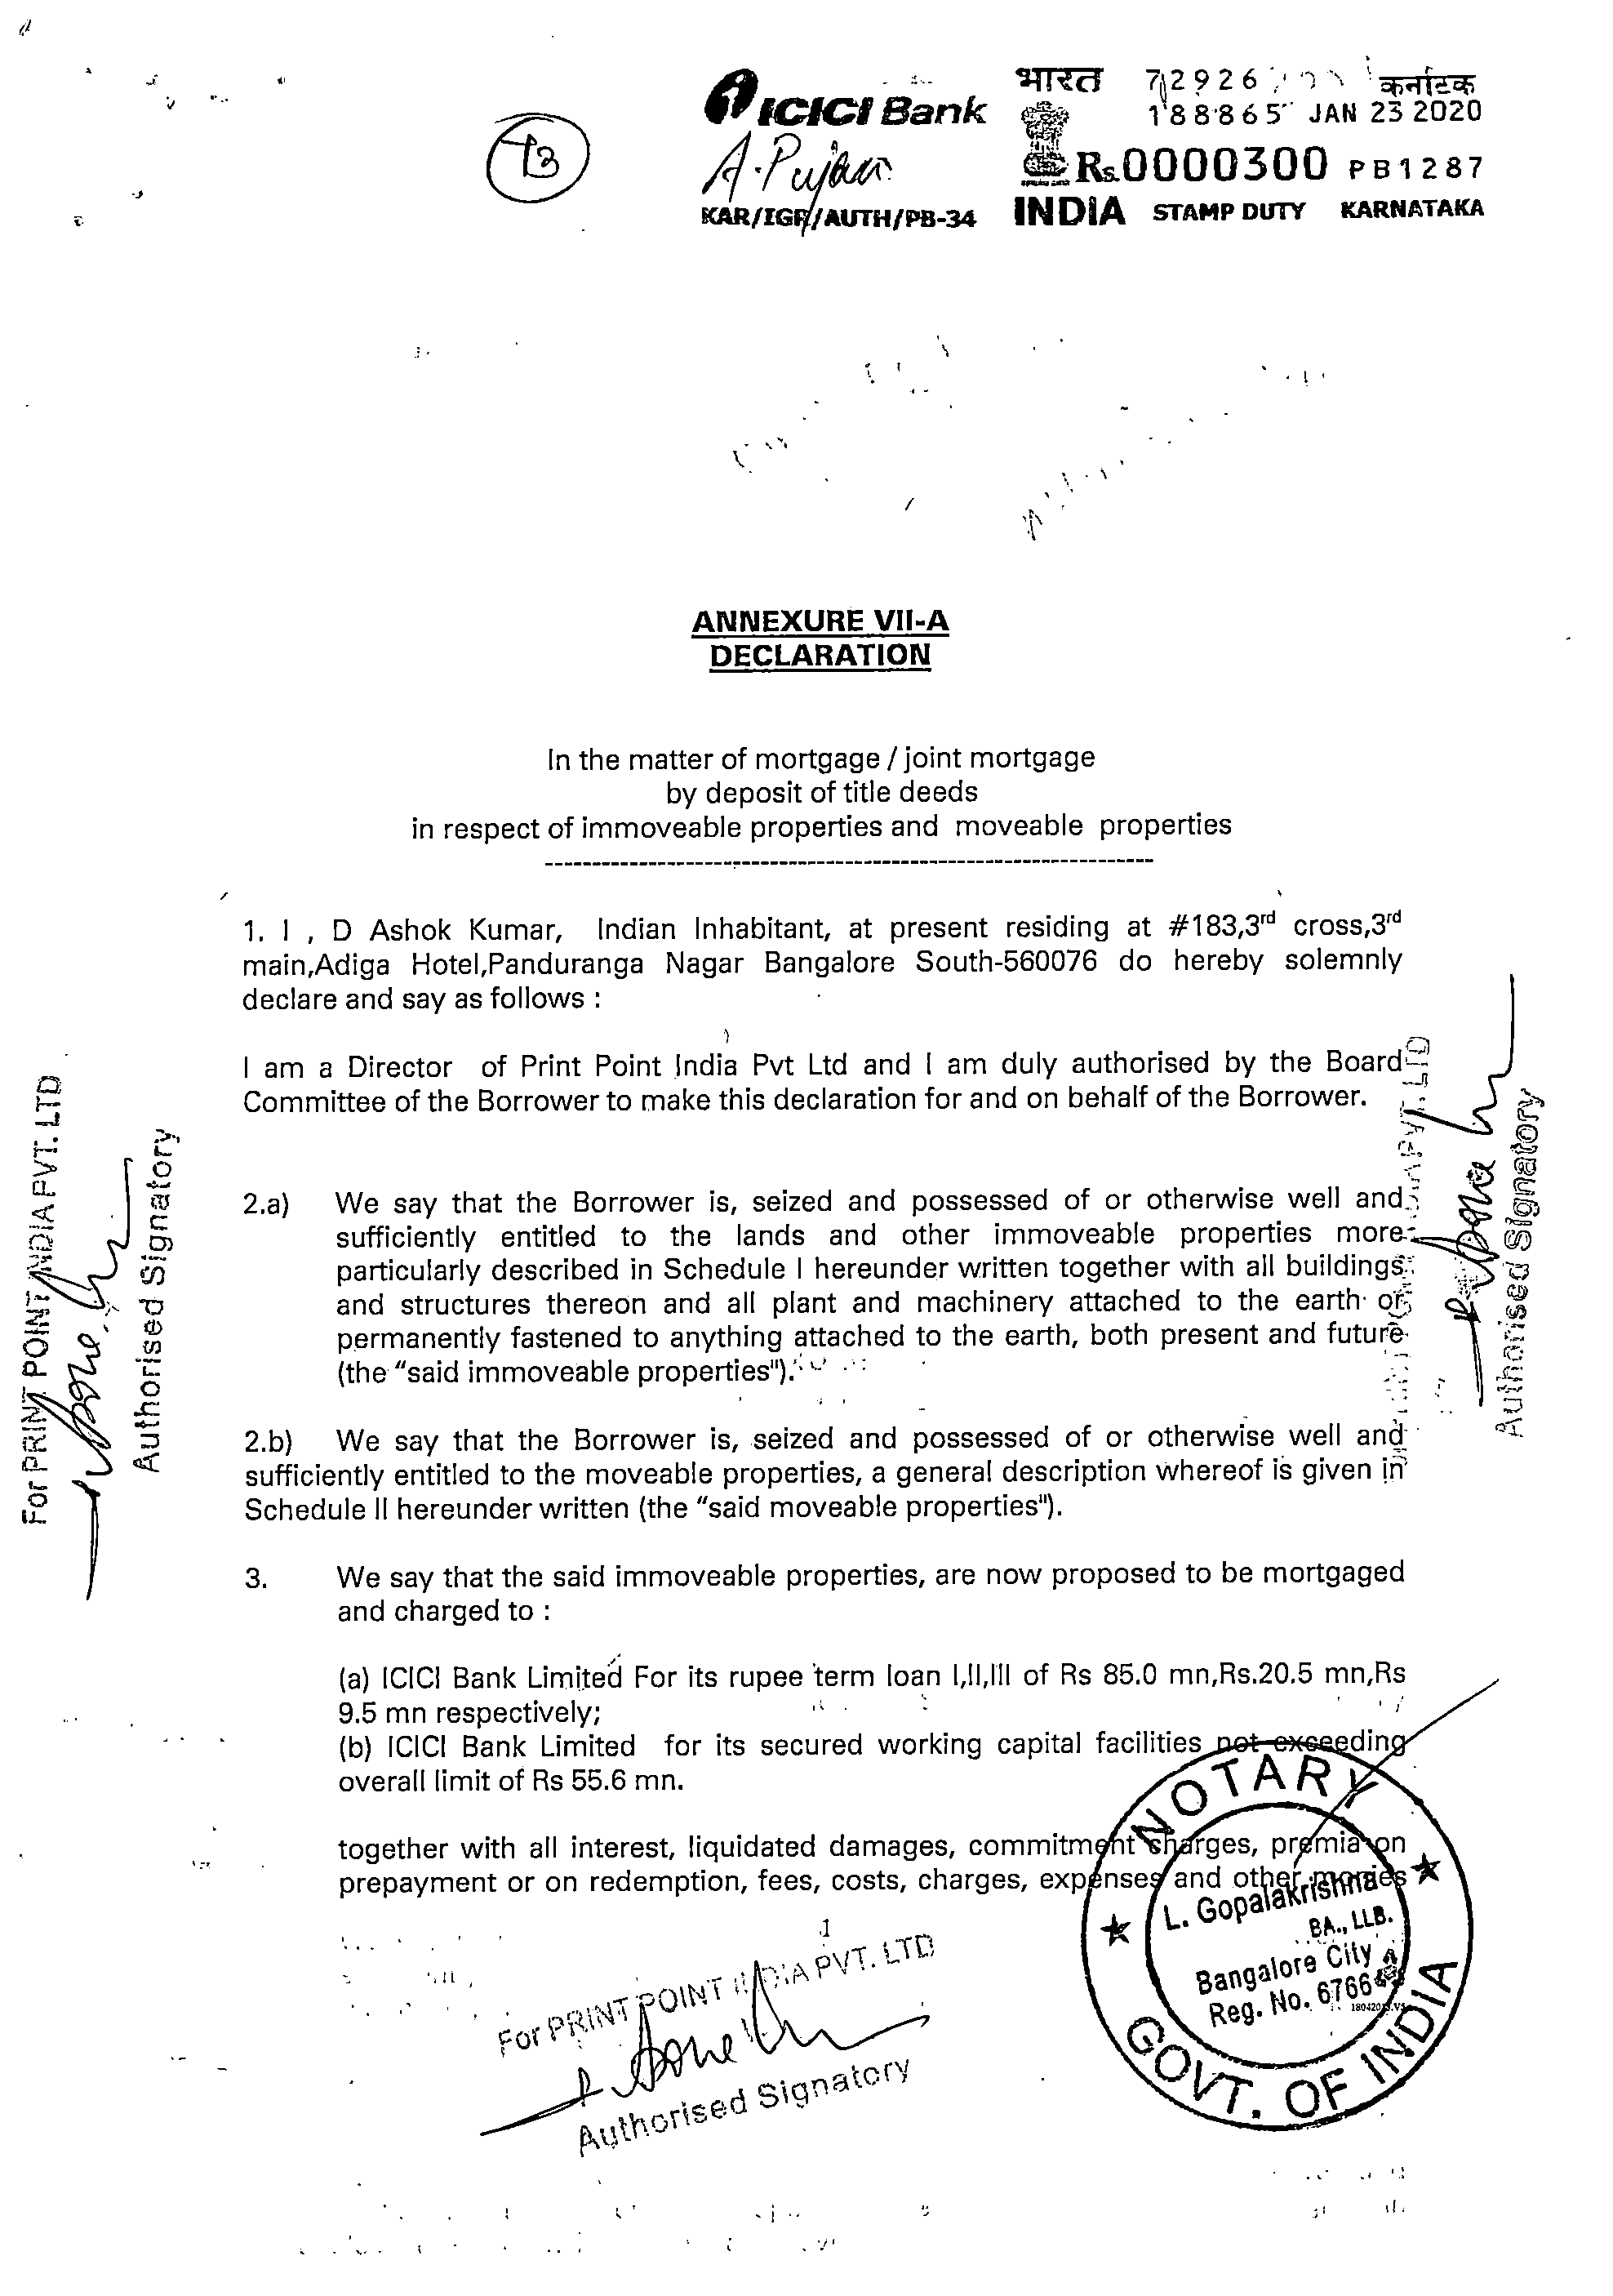 ICICI Bank
A. Pujari
KAR/IGR/AUTH/PB-34
भारत 72926 कर्नाटक
188865 JAN 23 2020
Rs.0000300 PB1287
INDIA STAMP DUTY KARNATAKA
ANNEXURE VII-A
DECLARATION
In the matter of mortgage / joint mortgage
by deposit of title deeds
in respect of immoveable properties and moveable properties
1. I , D Ashok Kumar, Indian Inhabitant, at present residing at #183,3rd cross,3rd
main,Adiga Hotel,Panduranga Nagar Bangalore South-560076 do hereby solemnly
declare and say as follows :
I am a Director of Print Point India Pvt Ltd and I am duly authorised by the Board
Committee of the Borrower to make this declaration for and on behalf of the Borrower.
2.a) We say that the Borrower is, seized and possessed of or otherwise well and
sufficiently entitled to the lands and other immoveable properties more
particularly described in Schedule I hereunder written together with all buildings
and structures thereon and all plant and machinery attached to the earth or
permanently fastened to anything attached to the earth, both present and future
(the "said immoveable properties").
2.b) We say that the Borrower is, seized and possessed of or otherwise well and
sufficiently entitled to the moveable properties, a general description whereof is given in
Schedule II hereunder written (the "said moveable properties").
3. We say that the said immoveable properties, are now proposed to be mortgaged
and charged to :
(a) ICICI Bank Limited For its rupee term loan I,II,III of Rs 85.0 mn,Rs.20.5 mn,Rs
9.5 mn respectively;
(b) ICICI Bank Limited for its secured working capital facilities not exceeding
overall limit of Rs 55.6 mn.
together with all interest, liquidated damages, commitment charges, premia on
prepayment or on redemption, fees, costs, charges, expenses and other monies
1
For PRINT POINT INDIA PVT. LTD
Authorised Signatory
For PRINT POINT INDIA PVT. LTD
Authorised Signatory
PVT. LTD
Authorised Signatory
NOTARY
L. Gopalakrishna
BA., LLB.
Bangalore City
Reg. No. 6766
GOVT. OF INDIA